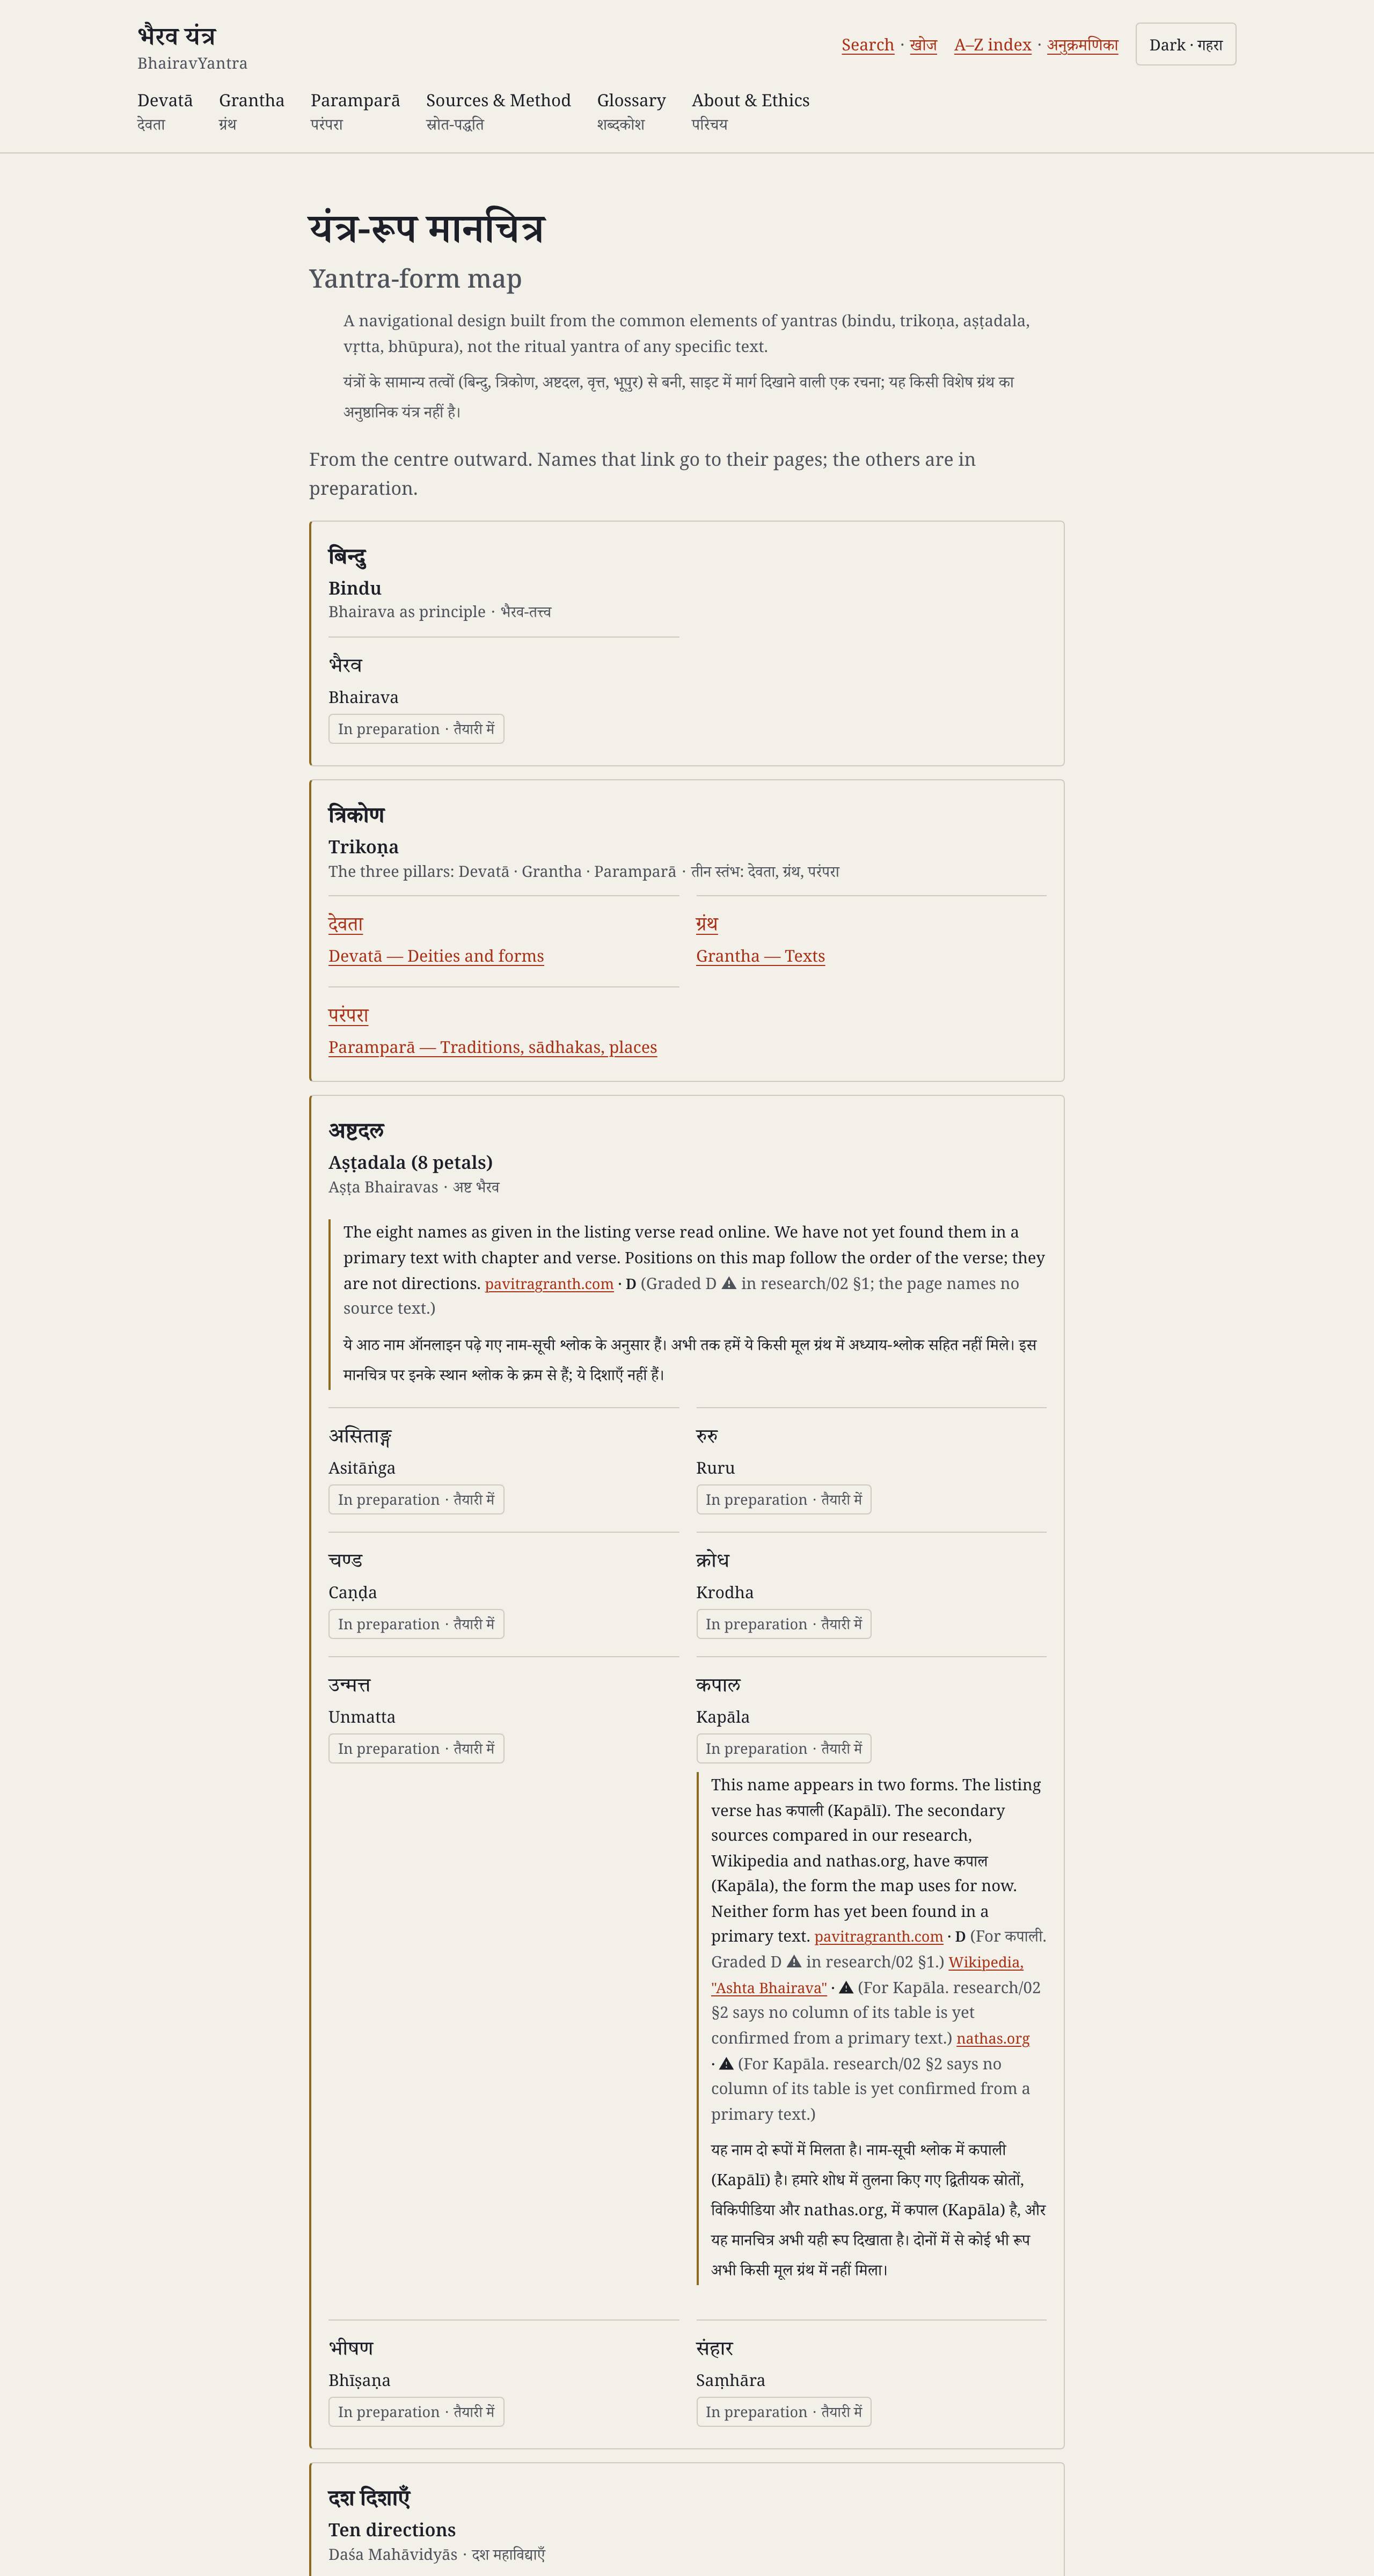 भैरव यंत्र
BhairavYantra
Search · खोज A–Z index · अनुक्रमणिका Dark · गहरा
Devatā Grantha Paramparā Sources & Method Glossary About & Ethics
देवता ग्रंथ परंपरा स्रोत-पद्धति शब्दकोश परिचय
यंत्र-रूप मानचित्र
Yantra-form map
A navigational design built from the common elements of yantras (bindu, trikoṇa, aṣṭadala,
vṛtta, bhūpura), not the ritual yantra of any specific text.
यंत्रों के सामान्य तत्वों (बिन्दु, त्रिकोण, अष्टदल, वृत्त, भूपुर) से बनी, साइट में मार्ग दिखाने वाली एक रचना; यह किसी विशेष ग्रंथ का
अनुष्ठानिक यंत्र नहीं है।
From the centre outward. Names that link go to their pages; the others are in
preparation.
बिन्दु
Bindu
Bhairava as principle · भैरव-तत्त्व
भैरव
Bhairava
In preparation · तैयारी में
त्रिकोण
Trikoṇa
The three pillars: Devatā · Grantha · Paramparā · तीन स्तंभ: देवता, ग्रंथ, परंपरा
देवता
Devatā — Deities and forms
ग्रंथ
Grantha — Texts
परंपरा
Paramparā — Traditions, sādhakas, places
अष्टदल
Aṣṭadala (8 petals)
Aṣṭa Bhairavas · अष्ट भैरव
The eight names as given in the listing verse read online. We have not yet found them in a
primary text with chapter and verse. Positions on this map follow the order of the verse; they
are not directions. pavitragranth.com · D (Graded D ⚠ in research/02 §1; the page names no
source text.)
ये आठ नाम ऑनलाइन पढ़े गए नाम-सूची श्लोक के अनुसार हैं। अभी तक हमें ये किसी मूल ग्रंथ में अध्याय-श्लोक सहित नहीं मिले। इस
मानचित्र पर इनके स्थान श्लोक के क्रम से हैं; ये दिशाएँ नहीं हैं।
असिताङ्ग
Asitāṅga
In preparation · तैयारी में
रुरु
Ruru
In preparation · तैयारी में
चण्ड
Caṇḍa
In preparation · तैयारी में
क्रोध
Krodha
In preparation · तैयारी में
उन्मत्त
Unmatta
In preparation · तैयारी में
कपाल
Kapāla
In preparation · तैयारी में
This name appears in two forms. The listing
verse has कपाली (Kapālī). The secondary
sources compared in our research,
Wikipedia and nathas.org, have कपाल
(Kapāla), the form the map uses for now.
Neither form has yet been found in a
primary text. pavitragranth.com · D (For कपाली.
Graded D ⚠ in research/02 §1.) Wikipedia,
"Ashta Bhairava" · ⚠ (For Kapāla. research/02
§2 says no column of its table is yet
confirmed from a primary text.) nathas.org
· ⚠ (For Kapāla. research/02 §2 says no
column of its table is yet confirmed from a
primary text.)
यह नाम दो रूपों में मिलता है। नाम-सूची श्लोक में कपाली
(Kapālī) है। हमारे शोध में तुलना किए गए द्वितीयक स्रोतों,
विकिपीडिया और nathas.org, में कपाल (Kapāla) है, और
यह मानचित्र अभी यही रूप दिखाता है। दोनों में से कोई भी रूप
अभी किसी मूल ग्रंथ में नहीं मिला।
भीषण
Bhīṣaṇa
In preparation · तैयारी में
संहार
Saṃhāra
In preparation · तैयारी में
दश दिशाएँ
Ten directions
Daśa Mahāvidyās · दश महाविद्याएँ